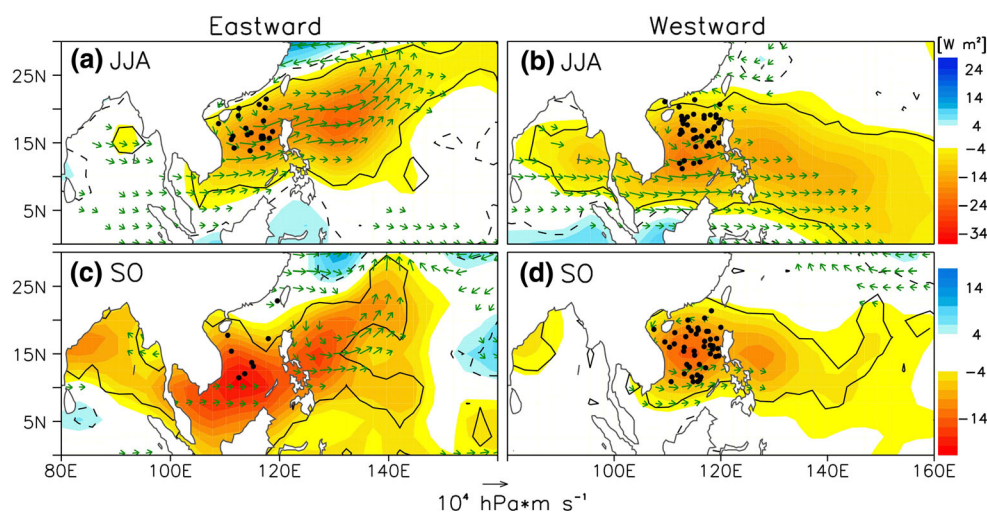 Eastward Westward
(a) JJA (b) JJA [W m²]
25N
15N
5N
24
14
4
−4
−14
−24
−34
(c) SO (d) SO
25N
15N
5N
14
4
−4
−14
80E 100E 120E 140E 100E 120E 140E 160E
10⁴ hPa*m s⁻¹